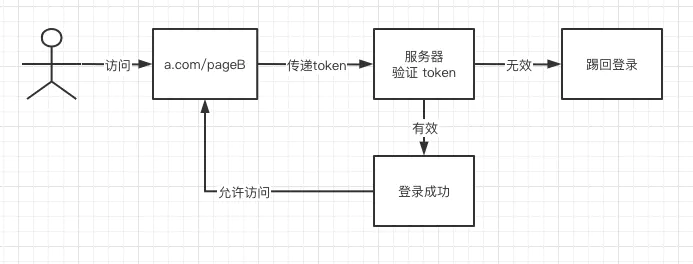 访问
a.com/pageB
传递token
服务器
验证 token
无效
踢回登录
有效
允许访问
登录成功